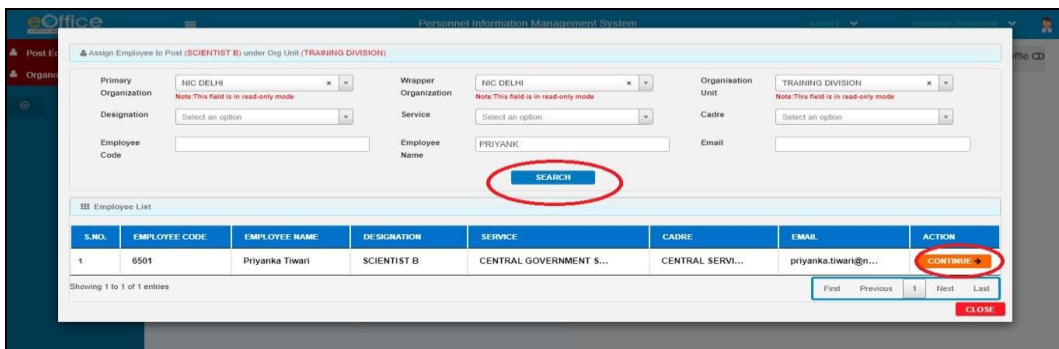 eOffice
Personnel Information Management System
ABOUT
Post Ec
Organo
ffle
Assign Employee to Post (SCIENTIST B) under Org Unit (TRAINING DIVISION)
Primary Organization NIC DELHI × Wrapper Organization NIC DELHI × Organisation Unit TRAINING DIVISION ×
Note:This field is in read-only mode Note:This field is in read-only mode Note:This field is in read-only mode
Designation Select an option Service Select an option Cadre Select an option
Employee Code Employee Name PRIYANK Email
SEARCH
Employee List
S.NO. EMPLOYEE CODE EMPLOYEE NAME DESIGNATION SERVICE CADRE EMAIL ACTION
1 6501 Priyanka Tiwari SCIENTIST B CENTRAL GOVERNMENT S... CENTRAL SERVI... priyanka.tiwari@n... CONTINUE →
Showing 1 to 1 of 1 entries First Previous 1 Next Last
CLOSE